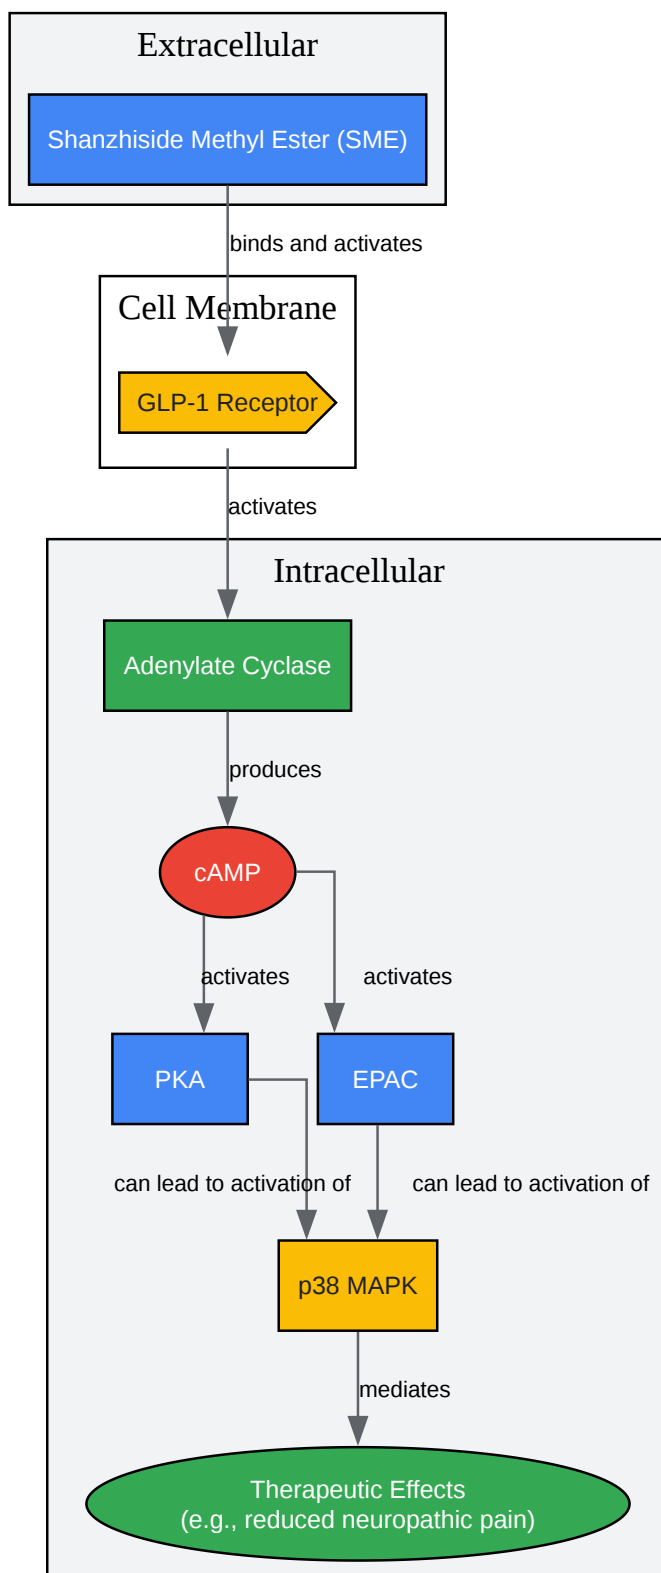 Extracellular
Shanzhiside Methyl Ester (SME)
binds and activates
Cell Membrane
GLP-1 Receptor
activates
Intracellular
Adenylate Cyclase
produces
cAMP
activates
activates
PKA
EPAC
can lead to activation of
can lead to activation of
p38 MAPK
mediates
Therapeutic Effects
(e.g., reduced neuropathic pain)